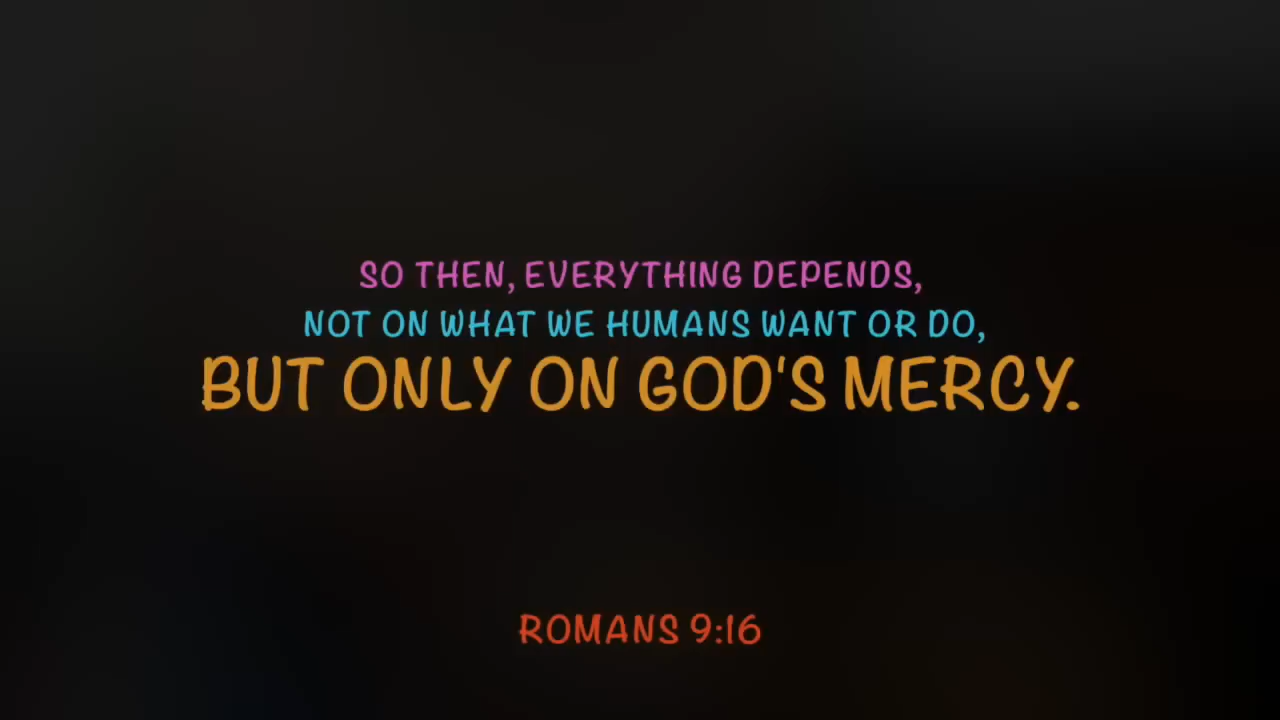 SO THEN, EVERYTHING DEPENDS,
NOT ON WHAT WE HUMANS WANT OR DO,
BUT ONLY ON GOD'S MERCY.
ROMANS 9:16